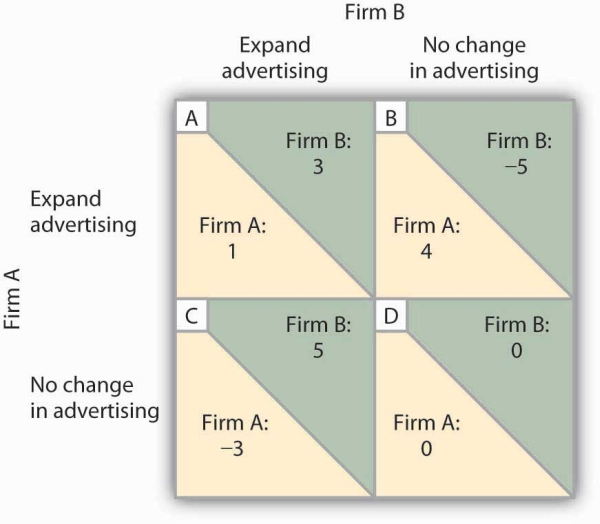 Firm B
Expand
advertising
No change
in advertising
Firm A
Expand
advertising
A
Firm B:
3
Firm A:
1
B
Firm B:
−5
Firm A:
4
No change
in advertising
C
Firm B:
5
Firm A:
−3
D
Firm B:
0
Firm A:
0